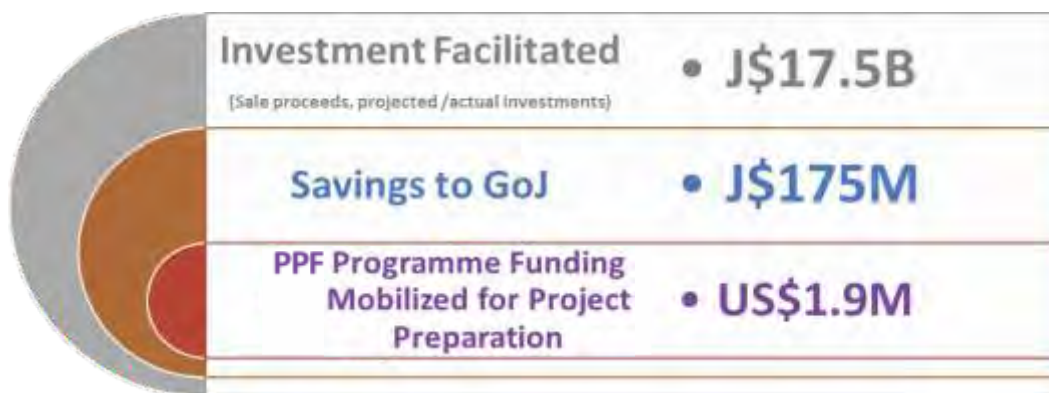 Investment Facilitated
• J$17.5B
(Sale proceeds, projected /actual investments)
Savings to GoJ
• J$175M
PPF Programme Funding
Mobilized for Project
Preparation
• US$1.9M